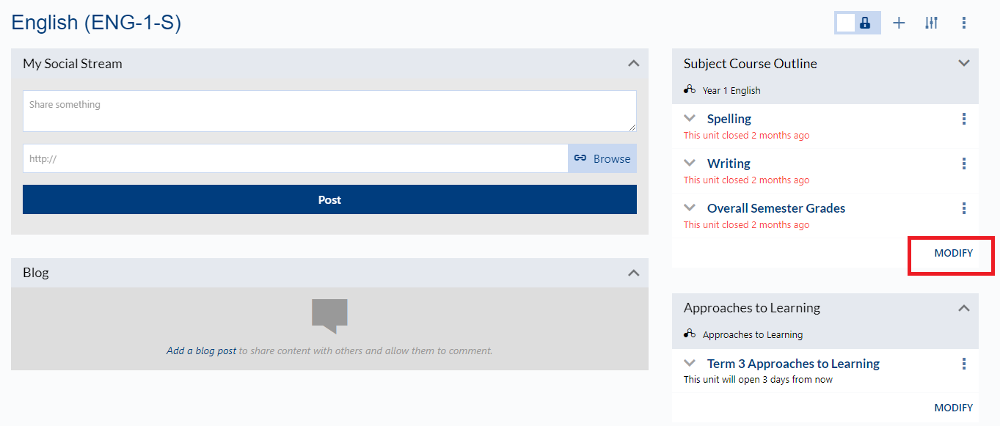 English (ENG-1-S)
My Social Stream
Share something
http://
Browse
Post
Blog
Add a blog post to share content with others and allow them to comment.
Subject Course Outline
Year 1 English
Spelling
This unit closed 2 months ago
Writing
This unit closed 2 months ago
Overall Semester Grades
This unit closed 2 months ago
MODIFY
Approaches to Learning
Approaches to Learning
Term 3 Approaches to Learning
This unit will open 3 days from now
MODIFY